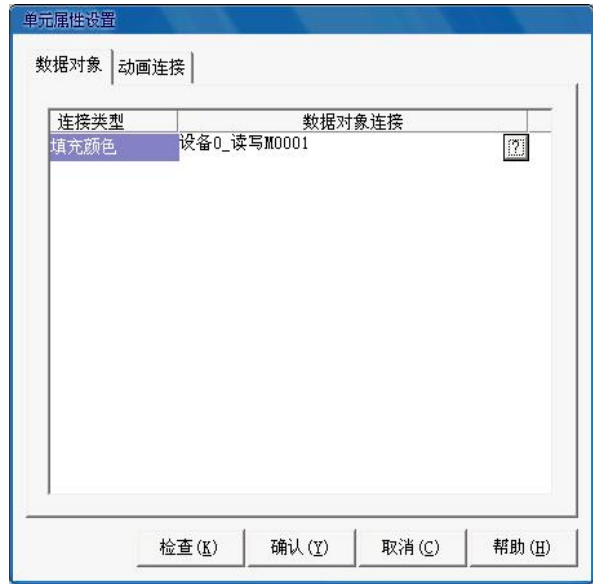 单元属性设置
数据对象 动画连接
连接类型 数据对象连接
填充颜色 设备0_读写M0001 ?
检查(K) 确认(Y) 取消(C) 帮助(H)